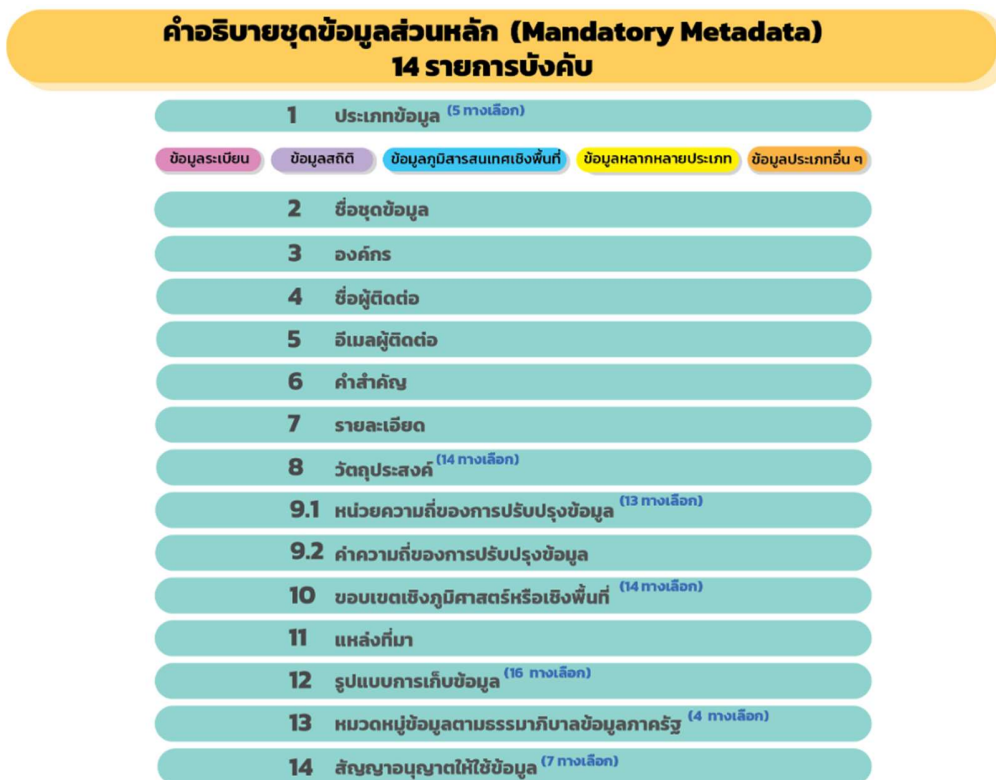 คำอธิบายชุดข้อมูลส่วนหลัก (Mandatory Metadata)
14 รายการบังคับ
1 ประเภทข้อมูล (5 ทางเลือก)
ข้อมูลระเบียน ข้อมูลสถิติ ข้อมูลภูมิสารสนเทศเชิงพื้นที่ ข้อมูลหลากหลายประเภท ข้อมูลประเภทอื่น ๆ
2 ชื่อชุดข้อมูล
3 องค์กร
4 ชื่อผู้ติดต่อ
5 อีเมลผู้ติดต่อ
6 คำสำคัญ
7 รายละเอียด
8 วัตถุประสงค์ (14 ทางเลือก)
9.1 หน่วยความถี่ของการปรับปรุงข้อมูล (13 ทางเลือก)
9.2 ค่าความถี่ของการปรับปรุงข้อมูล
10 ขอบเขตเชิงภูมิศาสตร์หรือเชิงพื้นที่ (14 ทางเลือก)
11 แหล่งที่มา
12 รูปแบบการเก็บข้อมูล (16 ทางเลือก)
13 หมวดหมู่ข้อมูลตามธรรมาภิบาลข้อมูลภาครัฐ (4 ทางเลือก)
14 สัญญาอนุญาตให้ใช้ข้อมูล (7 ทางเลือก)